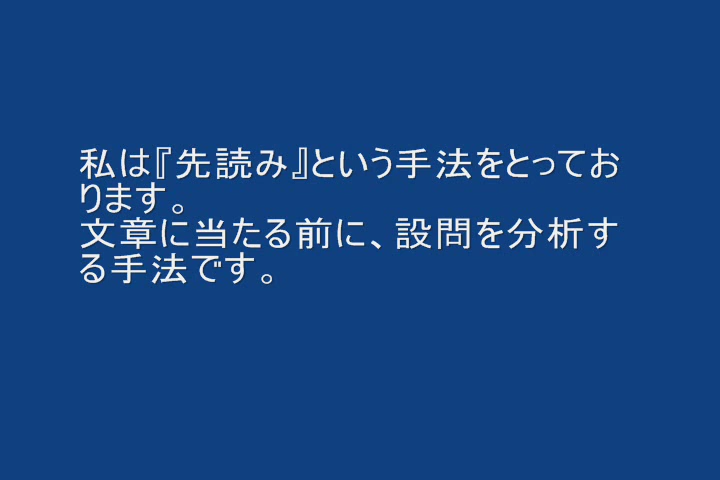 私は『先読み』という手法をとってお
ります。
文章に当たる前に、設問を分析す
る手法です。